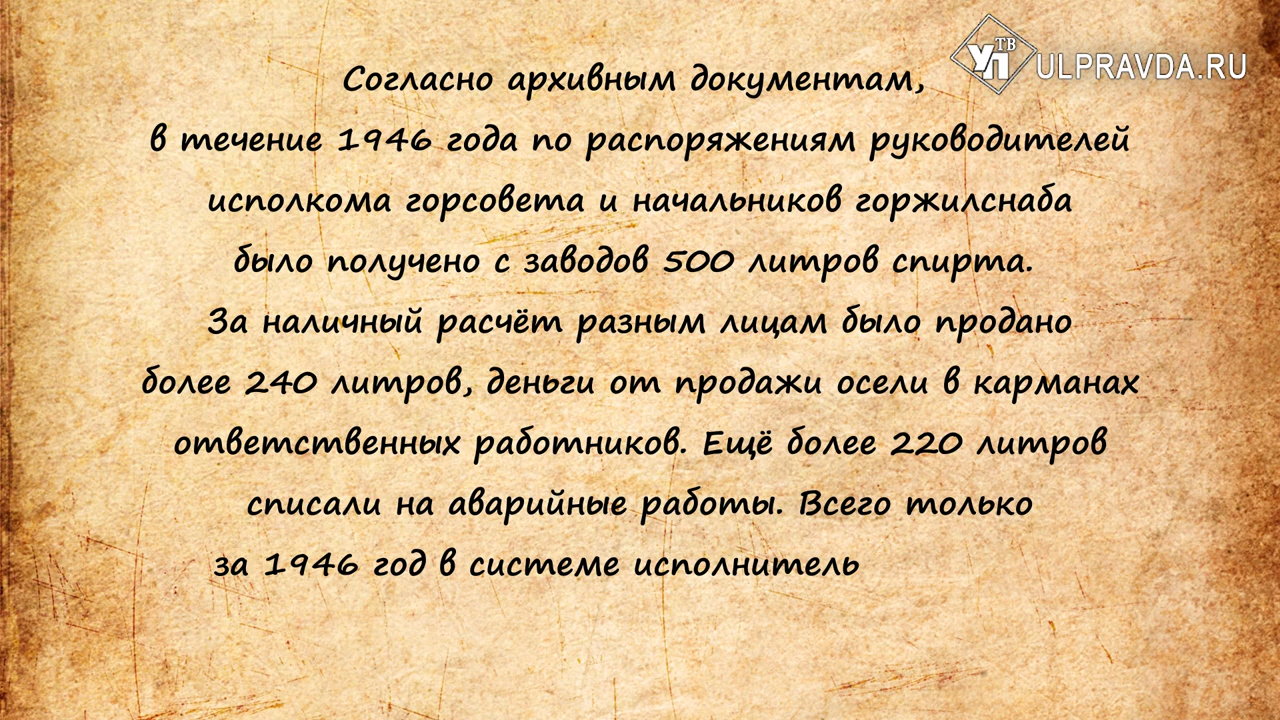 УП ТВ ULPRAVDA.RU
Согласно архивным документам,
в течение 1946 года по распоряжениям руководителей
исполкома горсовета и начальников горжилснаба
было получено с заводов 500 литров спирта.
За наличный расчёт разным лицам было продано
более 240 литров, деньги от продажи осели в карманах
ответственных работников. Ещё более 220 литров
списали на аварийные работы. Всего только
за 1946 год в системе исполнитель